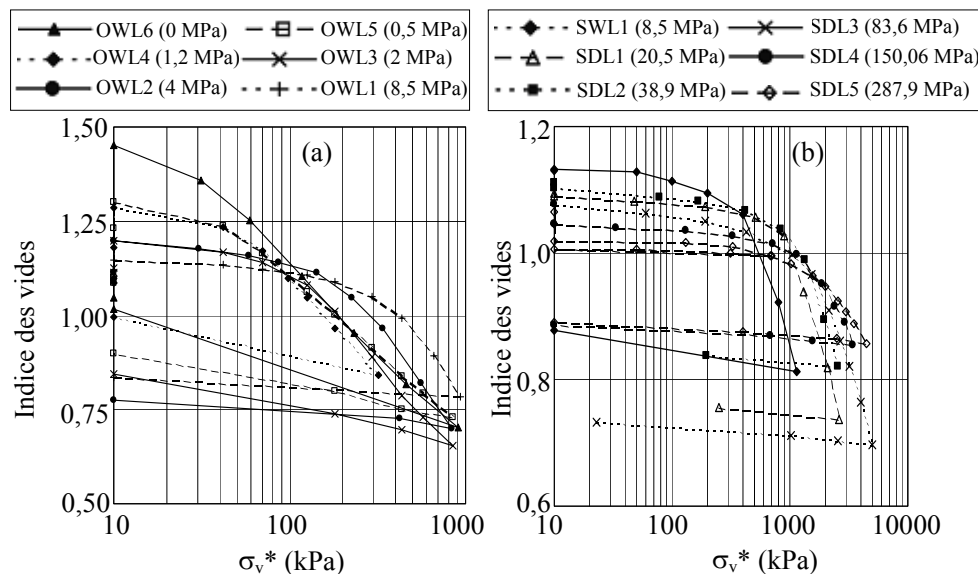 OWL6 (0 MPa) OWL5 (0,5 MPa)
OWL4 (1,2 MPa) OWL3 (2 MPa)
OWL2 (4 MPa) OWL1 (8,5 MPa)
SWL1 (8,5 MPa) SDL3 (83,6 MPa)
SDL1 (20,5 MPa) SDL4 (150,06 MPa)
SDL2 (38,9 MPa) SDL5 (287,9 MPa)
(a)
1,50
1,25
1,00
0,75
0,50
Indice des vides
10 100 1000
σv* (kPa)
(b)
1,2
1,0
0,8
0,6
Indice des vides
10 100 1000 10000
σv* (kPa)